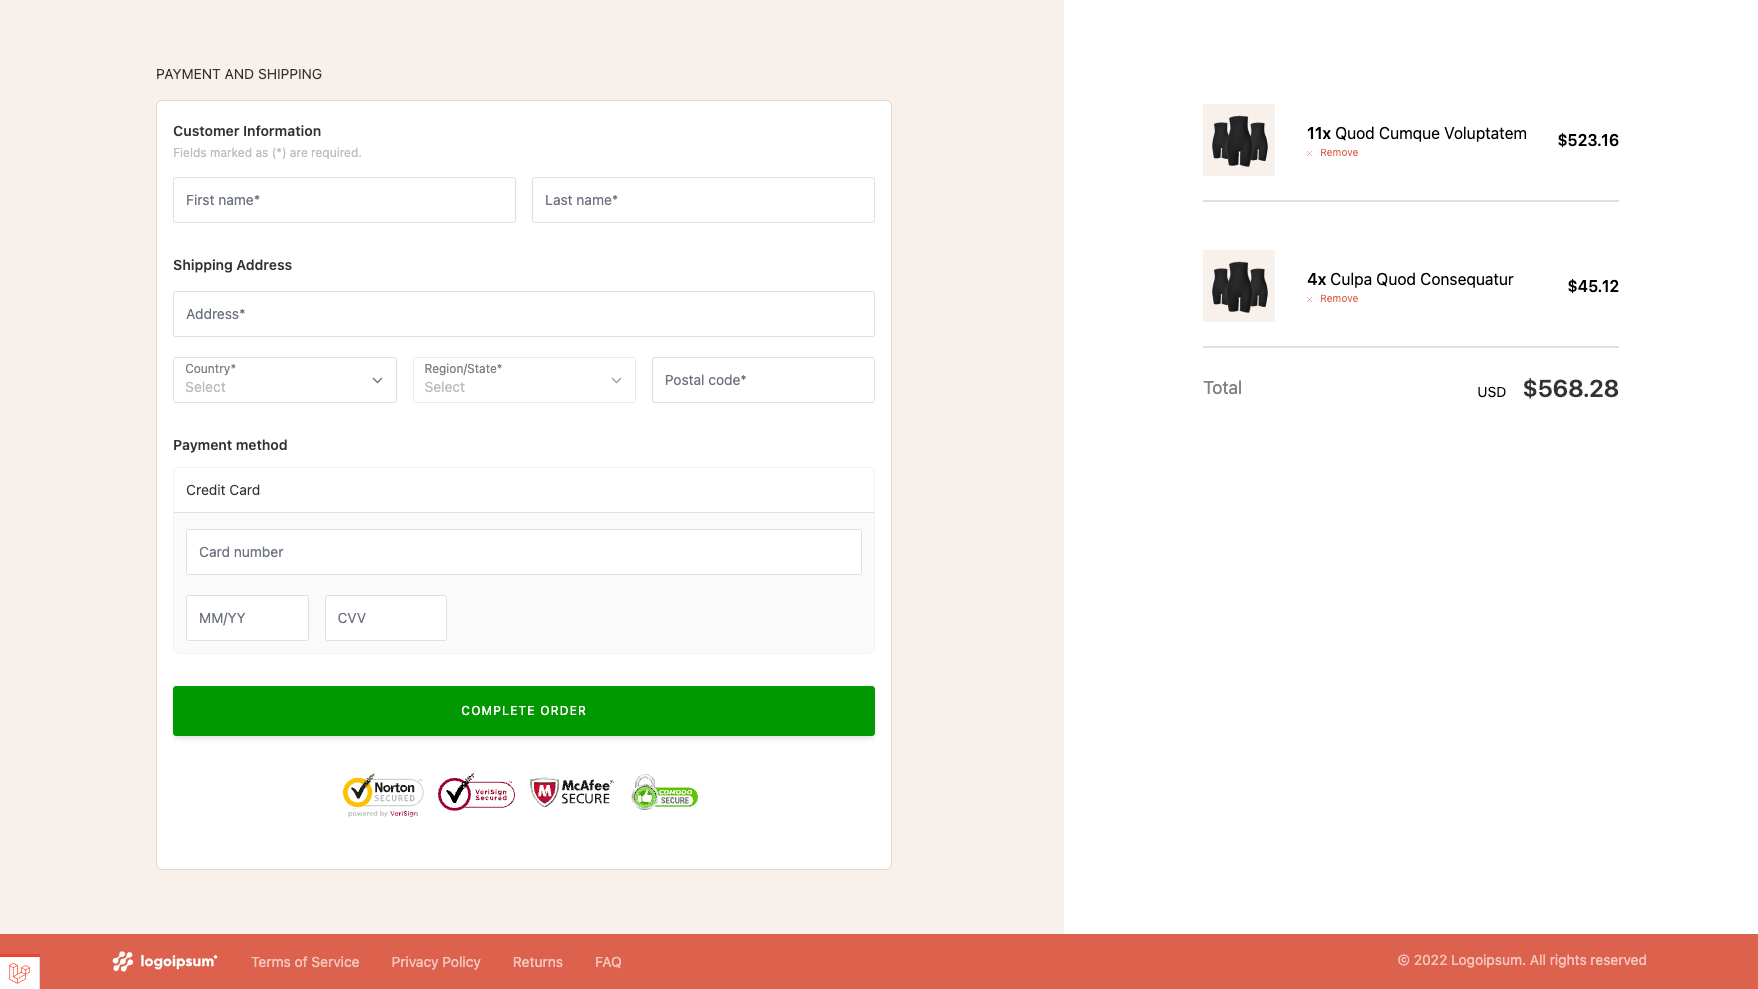 PAYMENT AND SHIPPING
Customer Information
Fields marked as (*) are required.
First name*
Last name*
Shipping Address
Address*
Country*
Select
Region/State*
Select
Postal code*
Payment method
Credit Card
Card number
MM/YY
CVV
COMPLETE ORDER
Norton
SECURED
powered by VeriSign
VeriSign
Secured
McAfee
SECURE
COMODO
SECURE
11x Quod Cumque Voluptatem
× Remove
$523.16
4x Culpa Quod Consequatur
× Remove
$45.12
Total
USD $568.28
logoipsum
Terms of Service
Privacy Policy
Returns
FAQ
© 2022 Logoipsum. All rights reserved